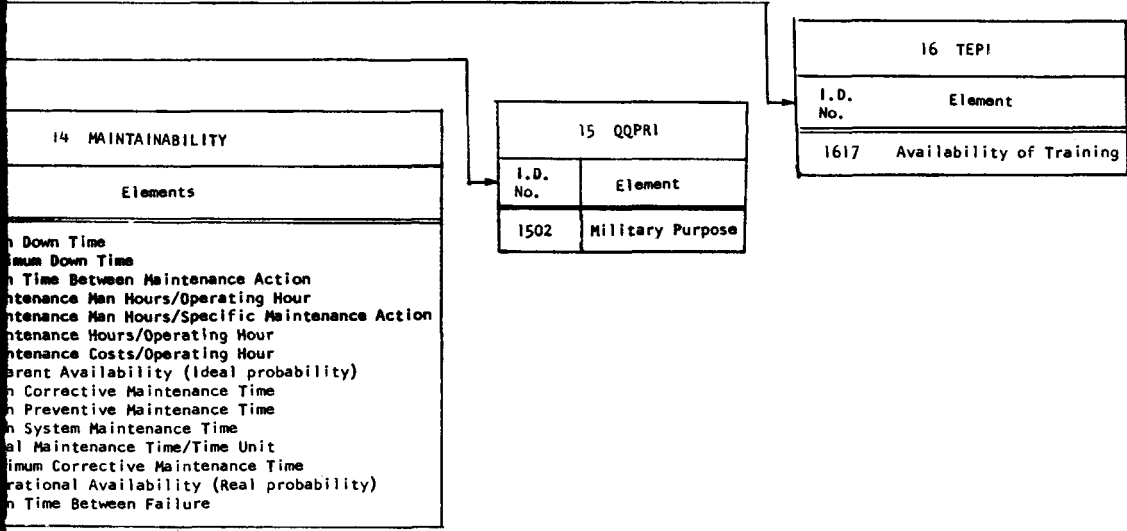 16 TEPI
I.D. No. Element
1617 Availability of Training
14 MAINTAINABILITY
Elements
n Down Time
imum Down Time
n Time Between Maintenance Action
ntenance Man Hours/Operating Hour
ntenance Man Hours/Specific Maintenance Action
ntenance Hours/Operating Hour
ntenance Costs/Operating Hour
erent Availability (Ideal probability)
n Corrective Maintenance Time
n Preventive Maintenance Time
n System Maintenance Time
al Maintenance Time/Time Unit
imum Corrective Maintenance Time
rational Availability (Real probability)
n Time Between Failure
15 QQPRI
I.D. No. Element
1502 Military Purpose